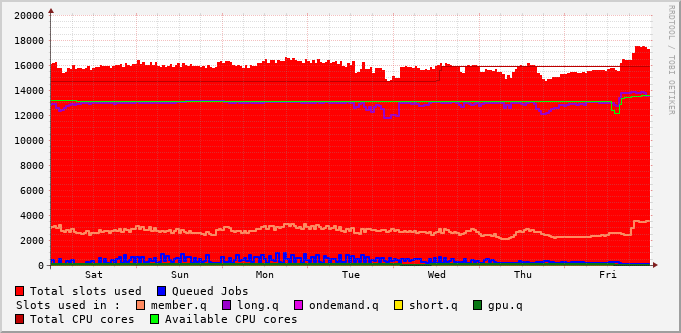 RRDTOOL / TOBI OETIKER
20000
18000
16000
14000
12000
10000
8000
6000
4000
2000
0
Sat Sun Mon Tue Wed Thu Fri
Total slots used Queued Jobs
Slots used in : member.q long.q ondemand.q short.q gpu.q
Total CPU cores Available CPU cores